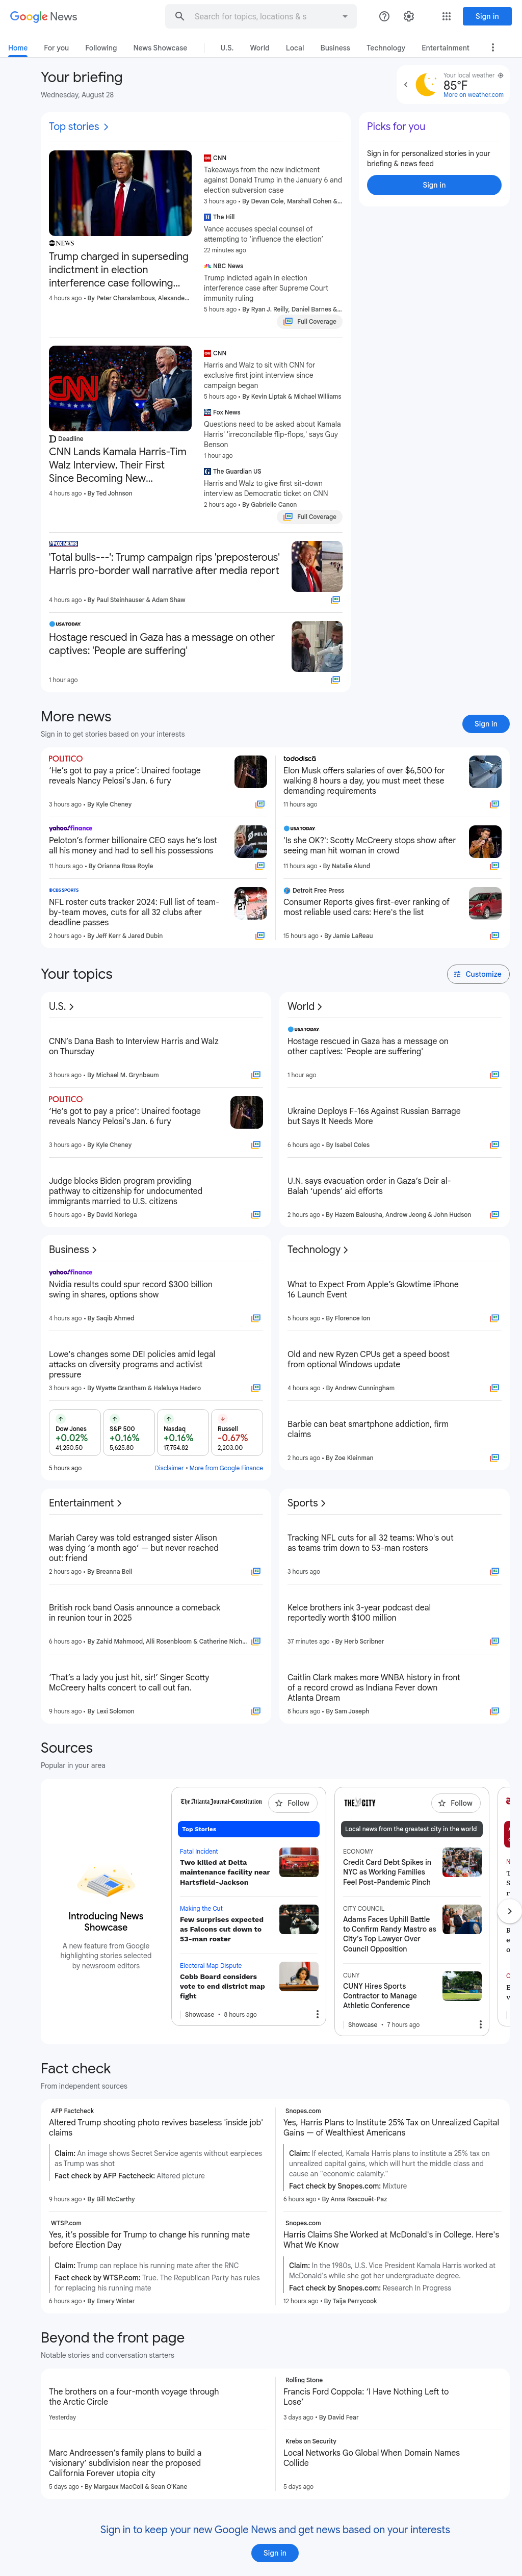 Google News
Search for topics, locations & s
Sign in
Home
For you
Following
News Showcase
U.S.
World
Local
Business
Technology
Entertainment
Your briefing
Wednesday, August 28
Your local weather
85°F
More on weather.com
Top stories
NEWS
Trump charged in superseding
indictment in election
interference case following...
4 hours ago • By Peter Charalambous, Alexande...
CNN
Takeaways from the new indictment
against Donald Trump in the January 6 and
election subversion case
3 hours ago • By Devan Cole, Marshall Cohen &...
The Hill
Vance accuses special counsel of
attempting to 'influence the election'
22 minutes ago
NBC News
Trump indicted again in election
interference case after Supreme Court
immunity ruling
5 hours ago • By Ryan J. Reilly, Daniel Barnes &...
Full Coverage
Picks for you
Sign in for personalized stories in your
briefing & news feed
Sign in
CNN
Deadline
CNN Lands Kamala Harris-Tim
Walz Interview, Their First
Since Becoming New...
4 hours ago • By Ted Johnson
CNN
Harris and Walz to sit with CNN for
exclusive first joint interview since
campaign began
5 hours ago • By Kevin Liptak & Michael Williams
Fox News
Questions need to be asked about Kamala
Harris' 'irreconcilable flip-flops,' says Guy
Benson
1 hour ago
The Guardian US
Harris and Walz to give first sit-down
interview as Democratic ticket on CNN
2 hours ago • By Gabrielle Canon
Full Coverage
FOX NEWS
'Total bulls---': Trump campaign rips 'preposterous'
Harris pro-border wall narrative after media report
4 hours ago • By Paul Steinhauser & Adam Shaw
USA TODAY
Hostage rescued in Gaza has a message on other
captives: 'People are suffering'
1 hour ago
More news
Sign in to get stories based on your interests
Sign in
POLITICO
'He's got to pay a price': Unaired footage
reveals Nancy Pelosi's Jan. 6 fury
3 hours ago • By Kyle Cheney
yahoo/finance
Peloton's former billionaire CEO says he's lost
all his money and had to sell his possessions
11 hours ago • By Orianna Rosa Royle
CBS SPORTS
NFL roster cuts tracker 2024: Full list of team-
by-team moves, cuts for all 32 clubs after
deadline passes
2 hours ago • By Jeff Kerr & Jared Dubin
tododiscä
Elon Musk offers salaries of over $6,500 for
walking 8 hours a day, you must meet these
demanding requirements
11 hours ago
USA TODAY
'Is she OK?': Scotty McCreery stops show after
seeing man hit woman in crowd
11 hours ago • By Natalie Alund
Detroit Free Press
Consumer Reports gives first-ever ranking of
most reliable used cars: Here's the list
15 hours ago • By Jamie LaReau
Your topics
Customize
U.S.
CNN's Dana Bash to Interview Harris and Walz
on Thursday
3 hours ago • By Michael M. Grynbaum
POLITICO
'He's got to pay a price': Unaired footage
reveals Nancy Pelosi's Jan. 6 fury
3 hours ago • By Kyle Cheney
Judge blocks Biden program providing
pathway to citizenship for undocumented
immigrants married to U.S. citizens
5 hours ago • By David Noriega
World
USA TODAY
Hostage rescued in Gaza has a message on
other captives: 'People are suffering'
1 hour ago
Ukraine Deploys F-16s Against Russian Barrage
but Says It Needs More
6 hours ago • By Isabel Coles
U.N. says evacuation order in Gaza's Deir al-
Balah 'upends' aid efforts
2 hours ago • By Hazem Balousha, Andrew Jeong & John Hudson
Business
yahoo/finance
Nvidia results could spur record $300 billion
swing in shares, options show
4 hours ago • By Saqib Ahmed
Lowe's changes some DEI policies amid legal
attacks on diversity programs and activist
pressure
3 hours ago • By Wyatte Grantham & Haleluya Hadero
Dow Jones
+0.02%
41,250.50
S&P 500
+0.16%
5,625.80
Nasdaq
+0.16%
17,754.82
Russell
-0.67%
2,203.00
5 hours ago
Disclaimer • More from Google Finance
Technology
What to Expect From Apple's Glowtime iPhone
16 Launch Event
5 hours ago • By Florence Ion
Old and new Ryzen CPUs get a speed boost
from optional Windows update
4 hours ago • By Andrew Cunningham
Barbie can beat smartphone addiction, firm
claims
2 hours ago • By Zoe Kleinman
Entertainment
Mariah Carey was told estranged sister Alison
was dying 'a month ago' — but never reached
out: friend
2 hours ago • By Breanna Bell
British rock band Oasis announce a comeback
in reunion tour in 2025
6 hours ago • By Zahid Mahmood, Alli Rosenbloom & Catherine Nich...
'That's a lady you just hit, sir!' Singer Scotty
McCreery halts concert to call out fan.
9 hours ago • By Lexi Solomon
Sports
Tracking NFL cuts for all 32 teams: Who's out
as teams trim down to 53-man rosters
3 hours ago
Kelce brothers ink 3-year podcast deal
reportedly worth $100 million
37 minutes ago • By Herb Scribner
Caitlin Clark makes more WNBA history in front
of a record crowd as Indiana Fever down
Atlanta Dream
8 hours ago • By Sam Joseph
Sources
Popular in your area
Introducing News
Showcase
A new feature from Google
highlighting stories selected
by newsroom editors
The Atlanta Journal-Constitution
Follow
Top Stories
Fatal Incident
Two killed at Delta
maintenance facility near
Hartsfield-Jackson
Making the Cut
Few surprises expected
as Falcons cut down to
53-man roster
Electoral Map Dispute
Cobb Board considers
vote to end district map
fight
Showcase • 8 hours ago
THE CITY
Follow
Local news from the greatest city in the world
ECONOMY
Credit Card Debt Spikes in
NYC as Working Families
Feel Post-Pandemic Pinch
CITY COUNCIL
Adams Faces Uphill Battle
to Confirm Randy Mastro as
City's Top Lawyer Over
Council Opposition
CUNY
CUNY Hires Sports
Contractor to Manage
Athletic Conference
Showcase • 7 hours ago
Fact check
From independent sources
AFP Factcheck
Altered Trump shooting photo revives baseless 'inside job'
claims
Claim: An image shows Secret Service agents without earpieces
as Trump was shot
Fact check by AFP Factcheck: Altered picture
9 hours ago • By Bill McCarthy
Snopes.com
Yes, Harris Plans to Institute 25% Tax on Unrealized Capital
Gains — of Wealthiest Americans
Claim: If elected, Kamala Harris plans to institute a 25% tax on
unrealized capital gains, which will hurt the middle class and
cause an "economic calamity."
Fact check by Snopes.com: Mixture
6 hours ago • By Anna Rascouët-Paz
WTSP.com
Yes, it's possible for Trump to change his running mate
before Election Day
Claim: Trump can replace his running mate after the RNC
Fact check by WTSP.com: True. The Republican Party has rules
for replacing his running mate
6 hours ago • By Emery Winter
Snopes.com
Harris Claims She Worked at McDonald's in College. Here's
What We Know
Claim: In the 1980s, U.S. Vice President Kamala Harris worked at
McDonald's while she got her undergraduate degree.
Fact check by Snopes.com: Research In Progress
12 hours ago • By Taija Perrycook
Beyond the front page
Notable stories and conversation starters
The brothers on a four-month voyage through
the Arctic Circle
Yesterday
Rolling Stone
Francis Ford Coppola: 'I Have Nothing Left to
Lose'
3 days ago • By David Fear
Marc Andreessen's family plans to build a
'visionary' subdivision near the proposed
California Forever utopia city
5 days ago • By Margaux MacColl & Sean O'Kane
Krebs on Security
Local Networks Go Global When Domain Names
Collide
5 days ago
Sign in to keep your new Google News and get news based on your interests
Sign in